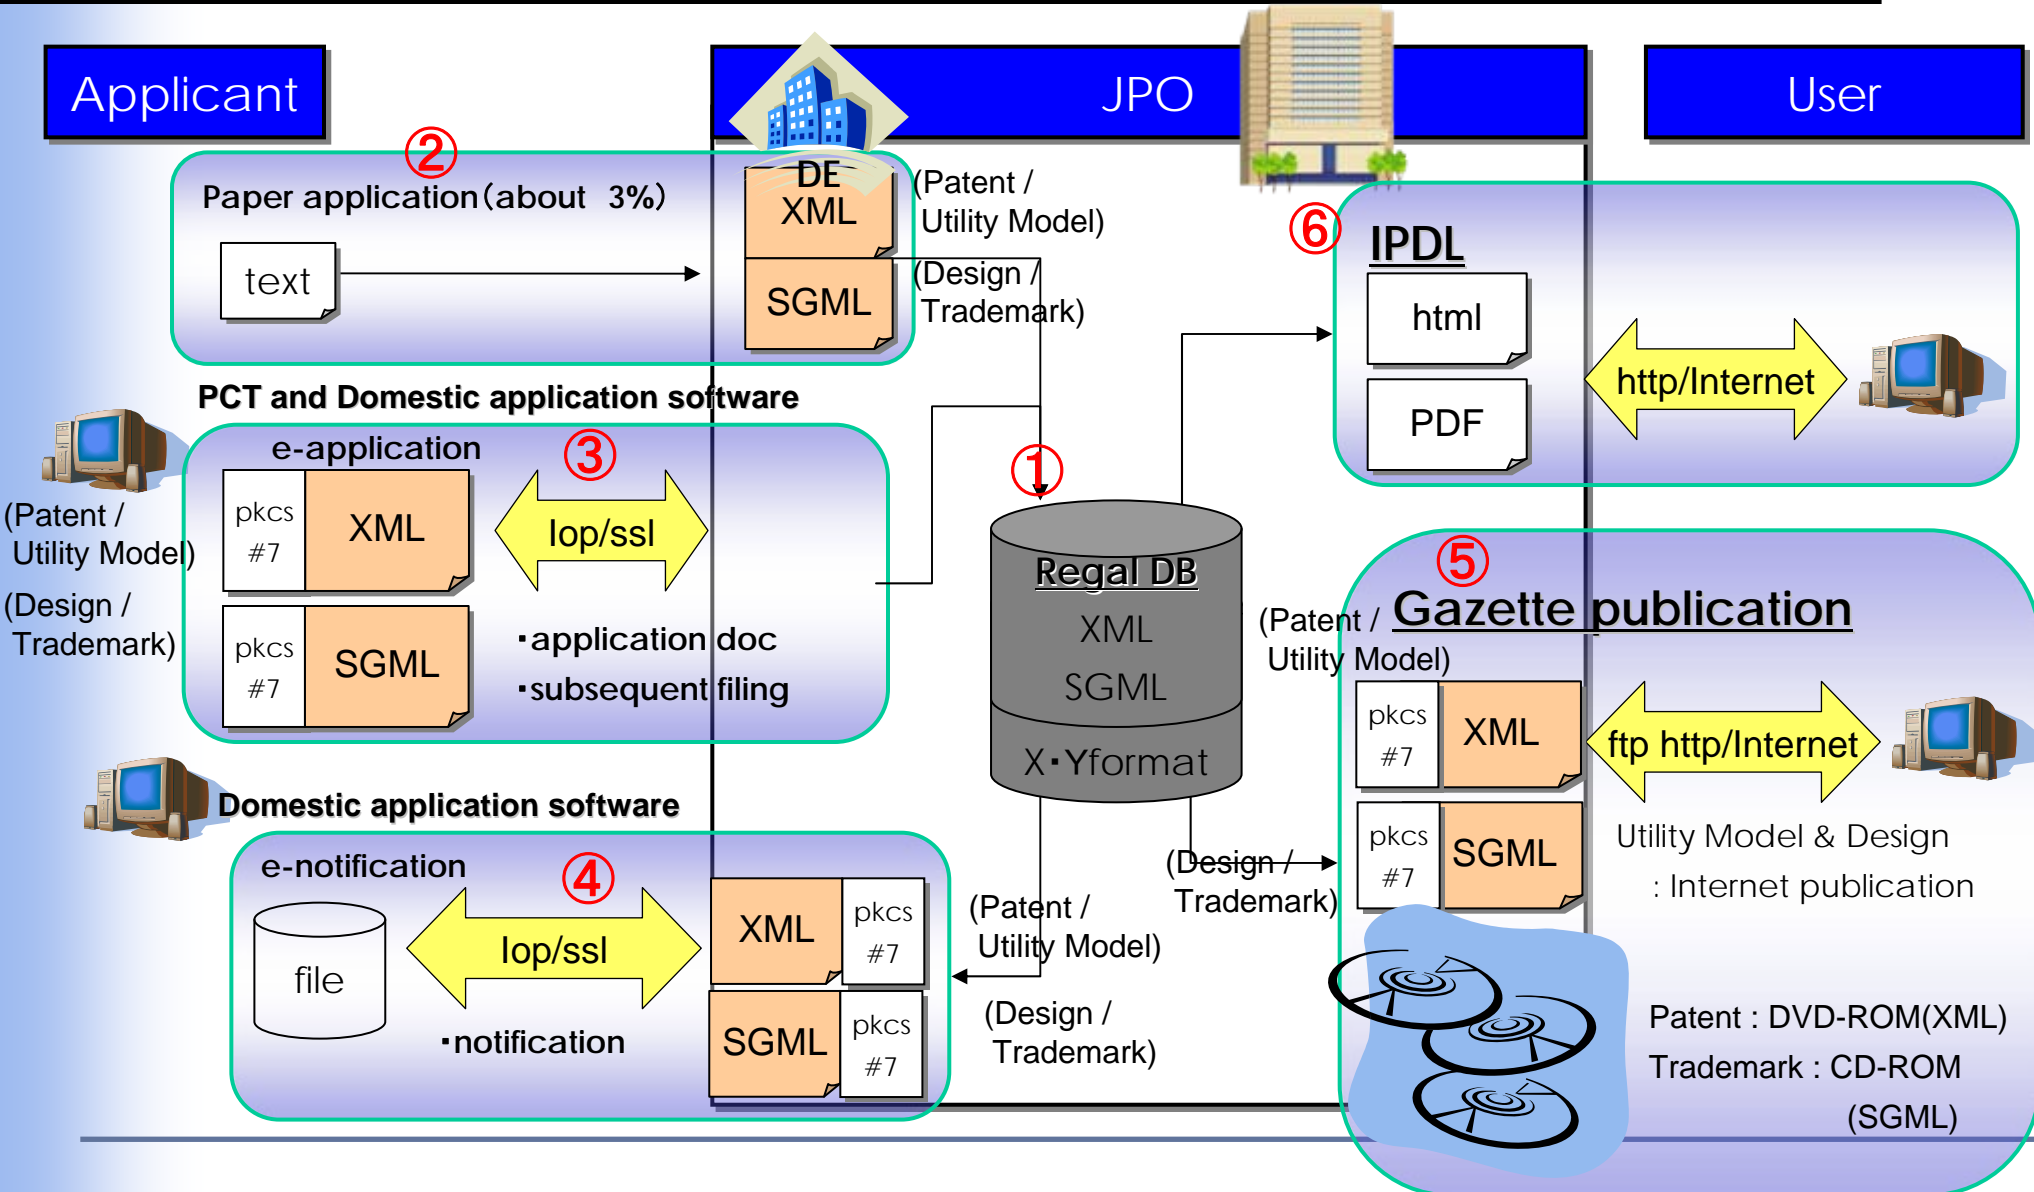 Applicant
JPO
User
②
Paper application(about 3%)
text
DE
XML
SGML
(Patent /
Utility Model)
(Design /
Trademark)
PCT and Domestic application software
e-application
③
(Patent /
Utility Model)
(Design /
Trademark)
pkcs
#7
XML
pkcs
#7
SGML
Iop/ssl
・application doc
・subsequent filing
Domestic application software
e-notification
④
file
Iop/ssl
・notification
XML
pkcs
#7
SGML
pkcs
#7
(Patent /
Utility Model)
(Design /
Trademark)
①
Regal DB
XML
SGML
X・Yformat
⑥
IPDL
html
PDF
http/Internet
⑤
Gazette publication
(Patent /
Utility Model)
pkcs
#7
XML
(Design /
Trademark)
pkcs
#7
SGML
ftp http/Internet
Utility Model & Design
: Internet publication
Patent : DVD-ROM(XML)
Trademark : CD-ROM
(SGML)